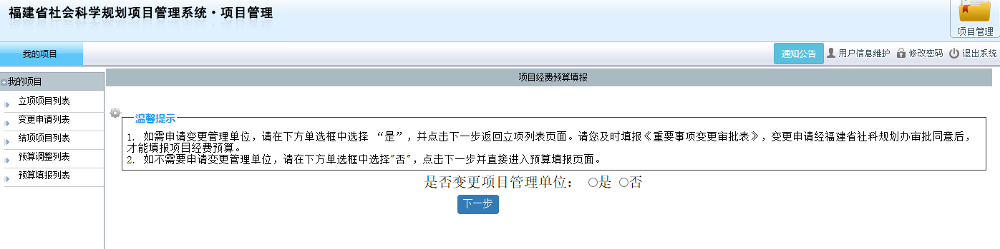 福建省社会科学规划项目管理系统·项目管理
项目管理
我的项目
通知公告 用户信息维护 修改密码 退出系统
我的项目
立项项目列表
变更申请列表
结项项目列表
预算调整列表
预算填报列表
项目经费预算填报
温馨提示
1. 如需申请变更管理单位，请在下方单选框中选择 “是”，并点击下一步返回立项列表页面。请您及时填报《重要事项变更审批表》，变更申请经福建省社科规划办审批同意后，
才能填报项目经费预算。
2. 如不需要申请变更管理单位，请在下方单选框中选择"否"，点击下一步并直接进入预算填报页面。
是否变更项目管理单位： 是 否
下一步